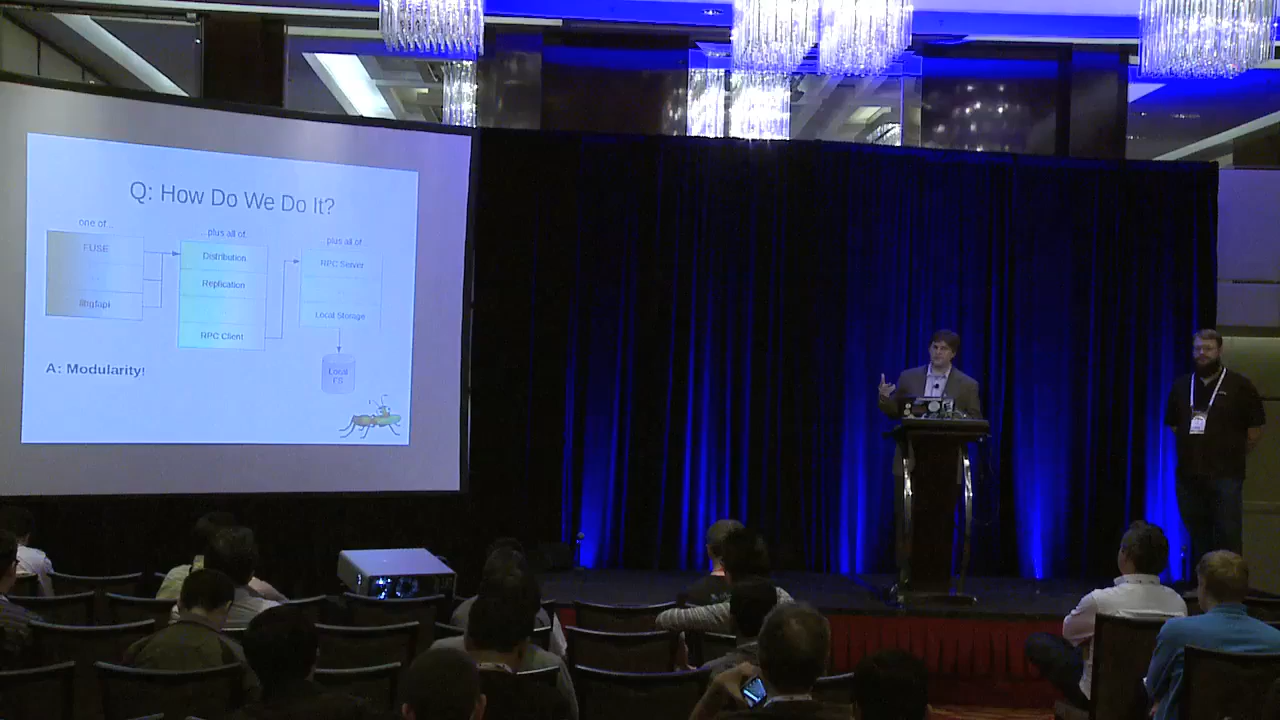 Q: How Do We Do It?
one of...
...plus all of...
...plus all of...
FUSE
libgfapi
Distribution
Replication
RPC Client
RPC Server
Local Storage
Local
FS
A: Modularity!